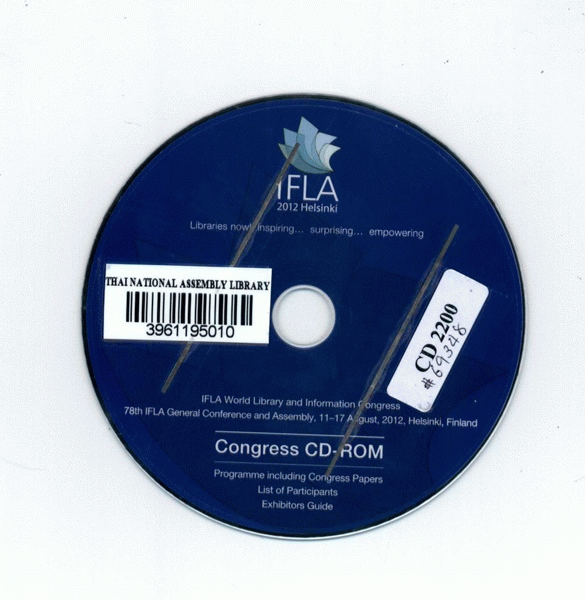 IFLA
2012 Helsinki
Libraries now! inspiring... surprising... empowering
THAI NATIONAL ASSEMBLY LIBRARY
3961195010
CD 2200
#69348
IFLA World Library and Information Congress
78th IFLA General Conference and Assembly, 11–17 August, 2012, Helsinki, Finland
Congress CD-ROM
Programme including Congress Papers
List of Participants
Exhibitors Guide